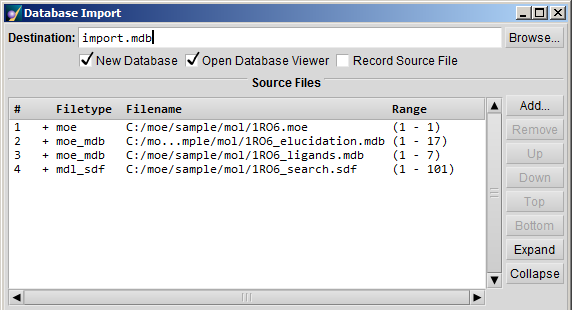 Database Import
Destination: import.mdb Browse...
New Database Open Database Viewer Record Source File
Source Files
# Filetype Filename Range
1 + moe C:/moe/sample/mol/1RO6.moe (1 - 1)
2 + moe_mdb C:/mo...mple/mol/1RO6_elucidation.mdb (1 - 17)
3 + moe_mdb C:/moe/sample/mol/1RO6_ligands.mdb (1 - 7)
4 + mdl_sdf C:/moe/sample/mol/1RO6_search.sdf (1 - 101)
Add...
Remove
Up
Down
Top
Bottom
Expand
Collapse